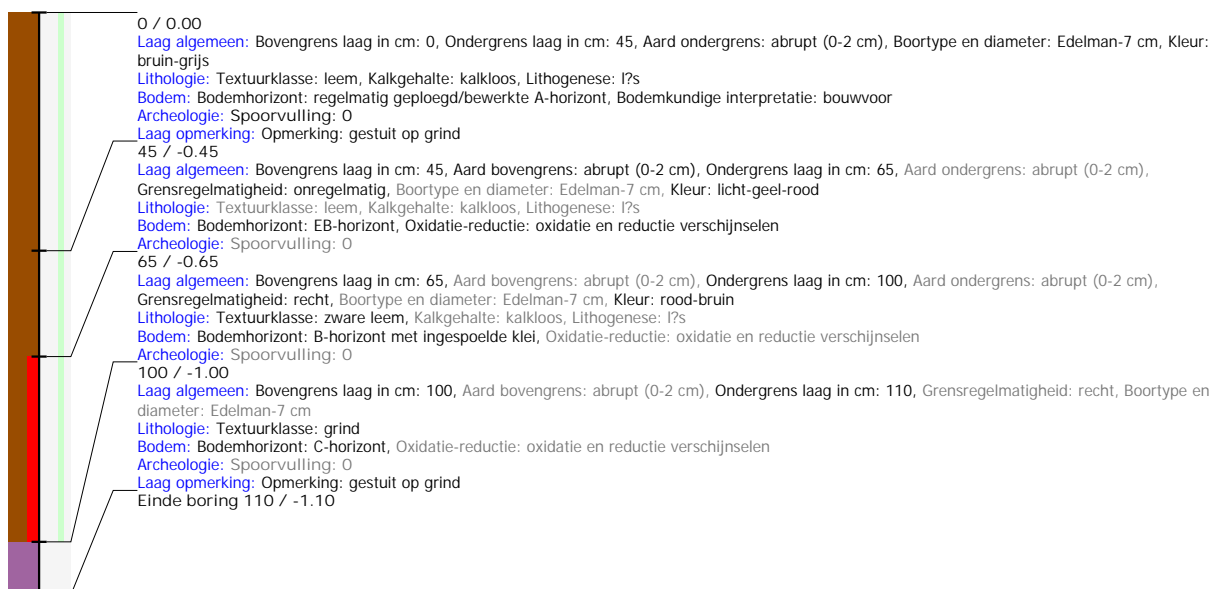 0 / 0.00
Laag algemeen: Bovengrens laag in cm: 0, Ondergrens laag in cm: 45, Aard ondergrens: abrupt (0-2 cm), Boortype en diameter: Edelman-7 cm, Kleur:
bruin-grijs
Lithologie: Textuurklasse: leem, Kalkgehalte: kalkloos, Lithogenese: l?s
Bodem: Bodemhorizont: regelmatig geploegd/bewerkte A-horizont, Bodemkundige interpretatie: bouwvoor
Archeologie: Spoorvulling: 0
Laag opmerking: Opmerking: gestuit op grind
45 / -0.45
Laag algemeen: Bovengrens laag in cm: 45, Aard bovengrens: abrupt (0-2 cm), Ondergrens laag in cm: 65, Aard ondergrens: abrupt (0-2 cm),
Grensregelmatigheid: onregelmatig, Boortype en diameter: Edelman-7 cm, Kleur: licht-geel-rood
Lithologie: Textuurklasse: leem, Kalkgehalte: kalkloos, Lithogenese: l?s
Bodem: Bodemhorizont: EB-horizont, Oxidatie-reductie: oxidatie en reductie verschijnselen
Archeologie: Spoorvulling: 0
65 / -0.65
Laag algemeen: Bovengrens laag in cm: 65, Aard bovengrens: abrupt (0-2 cm), Ondergrens laag in cm: 100, Aard ondergrens: abrupt (0-2 cm),
Grensregelmatigheid: recht, Boortype en diameter: Edelman-7 cm, Kleur: rood-bruin
Lithologie: Textuurklasse: zware leem, Kalkgehalte: kalkloos, Lithogenese: l?s
Bodem: Bodemhorizont: B-horizont met ingespoelde klei, Oxidatie-reductie: oxidatie en reductie verschijnselen
Archeologie: Spoorvulling: 0
100 / -1.00
Laag algemeen: Bovengrens laag in cm: 100, Aard bovengrens: abrupt (0-2 cm), Ondergrens laag in cm: 110, Grensregelmatigheid: recht, Boortype en
diameter: Edelman-7 cm
Lithologie: Textuurklasse: grind
Bodem: Bodemhorizont: C-horizont, Oxidatie-reductie: oxidatie en reductie verschijnselen
Archeologie: Spoorvulling: 0
Laag opmerking: Opmerking: gestuit op grind
Einde boring 110 / -1.10